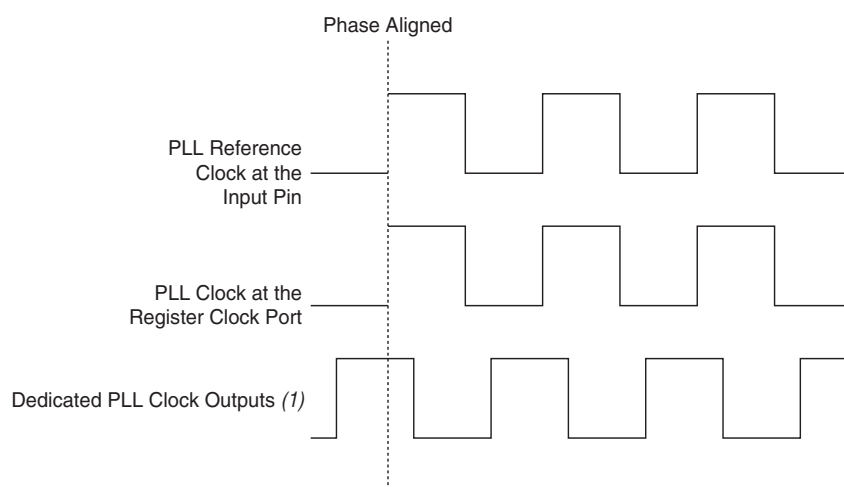 Phase Aligned
PLL Reference
Clock at the
Input Pin
PLL Clock at the
Register Clock Port
Dedicated PLL Clock Outputs (1)